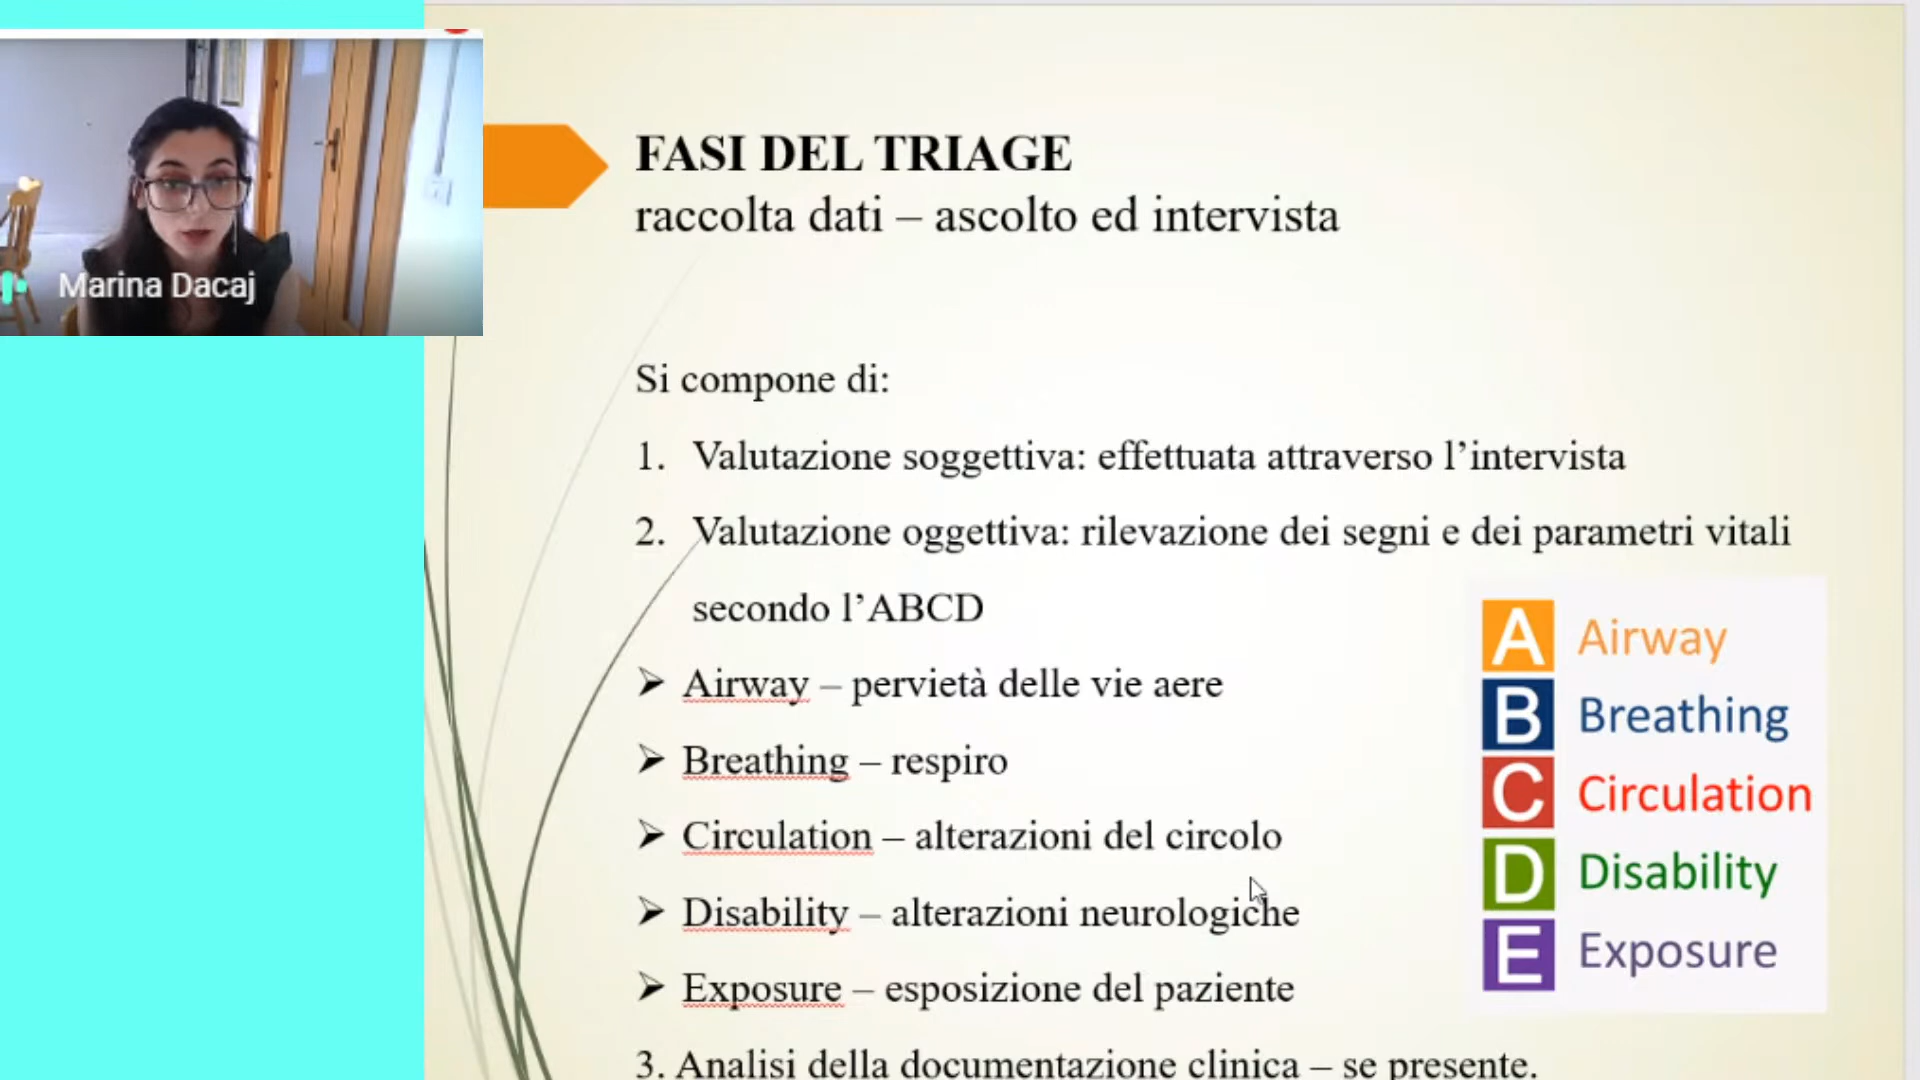 Marina Dacaj
FASI DEL TRIAGE
raccolta dati – ascolto ed intervista
Si compone di:
1. Valutazione soggettiva: effettuata attraverso l’intervista
2. Valutazione oggettiva: rilevazione dei segni e dei parametri vitali
secondo l’ABCD
➤ Airway – pervietà delle vie aere
➤ Breathing – respiro
➤ Circulation – alterazioni del circolo
➤ Disability – alterazioni neurologiche
➤ Exposure – esposizione del paziente
3. Analisi della documentazione clinica – se presente.
A Airway
B Breathing
C Circulation
D Disability
E Exposure